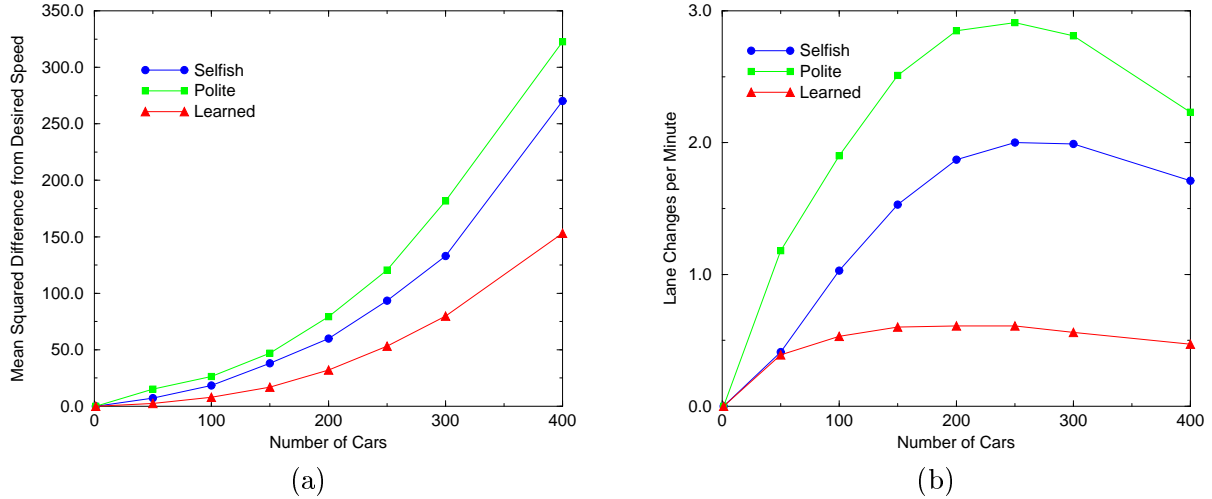 350.0
300.0
250.0
200.0
150.0
100.0
50.0
0.0
Mean Squared Difference from Desired Speed
Selfish
Polite
Learned
0 100 200 300 400
Number of Cars
(a)
3.0
2.0
1.0
0.0
Lane Changes per Minute
Selfish
Polite
Learned
0 100 200 300 400
Number of Cars
(b)